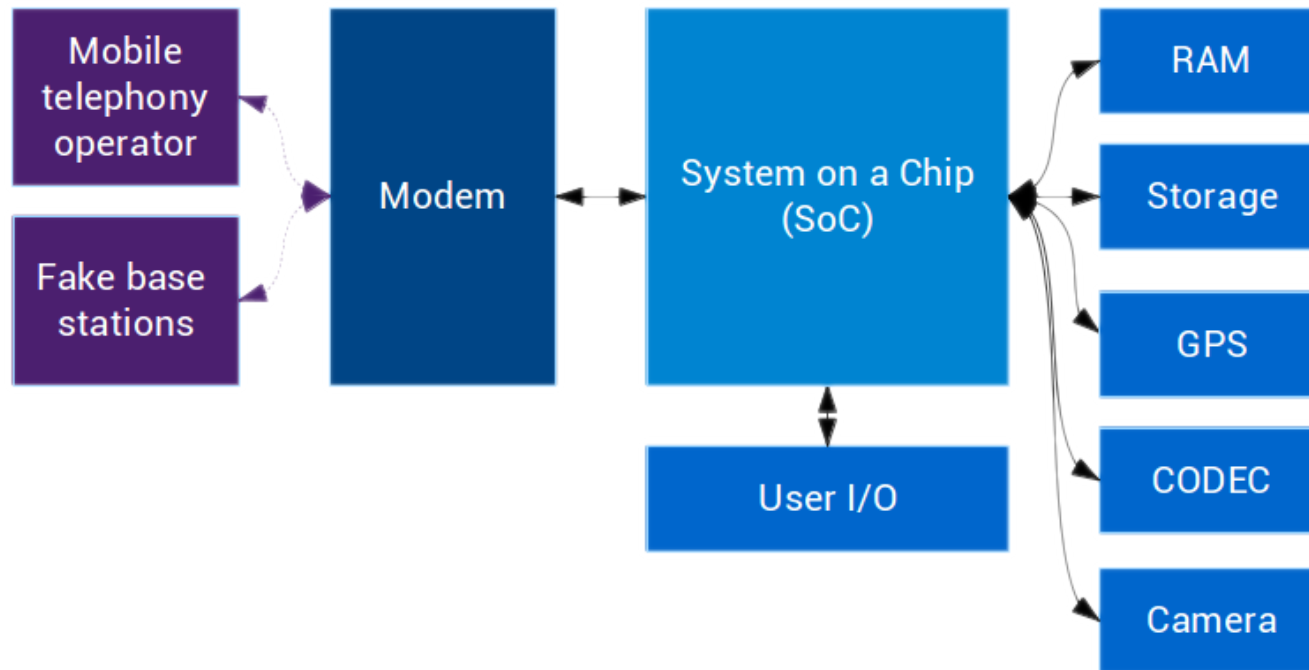 Mobile
telephony
operator
Fake base
stations
Modem
System on a Chip
(SoC)
User I/O
RAM
Storage
GPS
CODEC
Camera